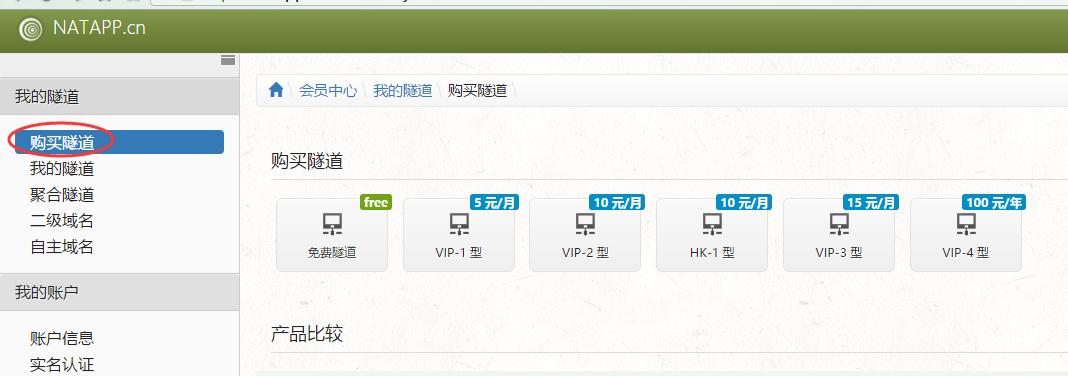 NATAPP.cn
我的隧道
购买隧道
我的隧道
聚合隧道
二级域名
自主域名
我的账户
账户信息
实名认证
会员中心 \ 我的隧道 \ 购买隧道 \
购买隧道
free 5 元/月 10 元/月 10 元/月 15 元/月 100 元/年
免费隧道 VIP-1 型 VIP-2 型 HK-1 型 VIP-3 型 VIP-4 型
产品比较